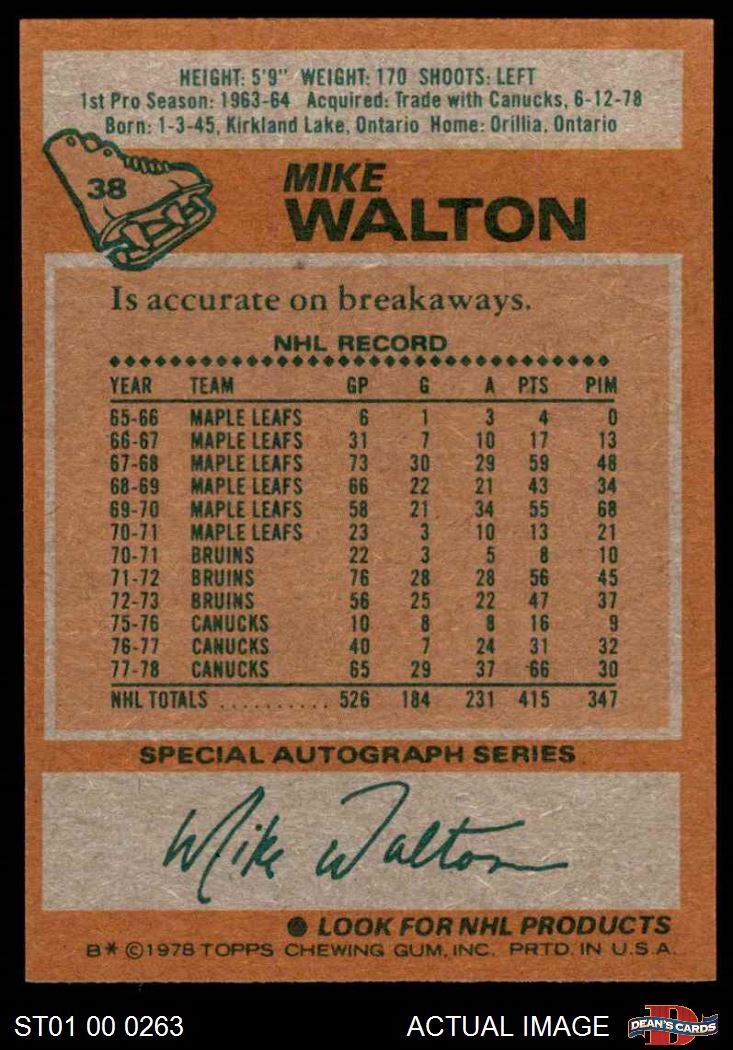 HEIGHT: 5'9" WEIGHT: 170 SHOOTS: LEFT
1st Pro Season: 1963-64 Acquired: Trade with Canucks, 6-12-78
Born: 1-3-45, Kirkland Lake, Ontario Home: Orillia, Ontario
38
MIKE
WALTON
Is accurate on breakaways.
NHL RECORD
YEAR TEAM GP G A PTS PIM
65-66 MAPLE LEAFS 6 1 3 4 0
66-67 MAPLE LEAFS 31 7 10 17 13
67-68 MAPLE LEAFS 73 30 29 59 48
68-69 MAPLE LEAFS 66 22 21 43 34
69-70 MAPLE LEAFS 58 21 34 55 68
70-71 MAPLE LEAFS 23 3 10 13 21
70-71 BRUINS 22 3 5 8 10
71-72 BRUINS 76 28 28 56 45
72-73 BRUINS 56 25 22 47 37
75-76 CANUCKS 10 8 8 16 9
76-77 CANUCKS 40 7 24 31 32
77-78 CANUCKS 65 29 37 66 30
NHL TOTALS .......... 526 184 231 415 347
SPECIAL AUTOGRAPH SERIES
Mike Walton
● LOOK FOR NHL PRODUCTS
B* ©1978 TOPPS CHEWING GUM, INC. PRTD. IN U.S.A.
ST01 00 0263 ACTUAL IMAGE D DEAN'S CARDS